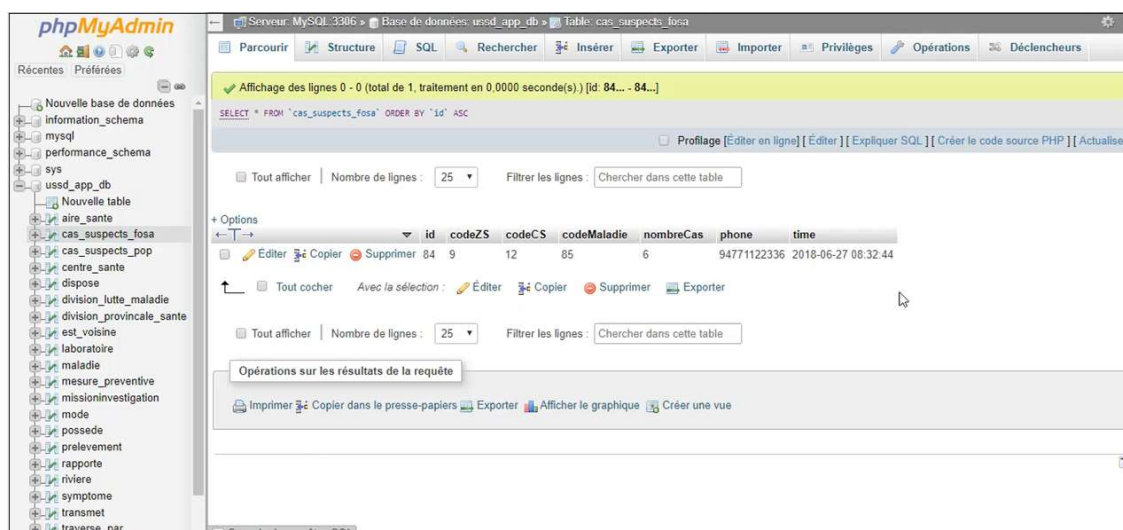 phpMyAdmin
Récentes Préférées
Nouvelle base de données
information_schema
mysql
performance_schema
sys
ussd_app_db
Nouvelle table
aire_sante
cas_suspects_fosa
cas_suspects_pop
centre_sante
dispose
division_lutte_maladie
division_provincale_sante
est_voisine
laboratoire
maladie
mesure_preventive
missioninvestigation
mode
possede
prelevement
rapporte
riviere
symptome
transmet
traverse_par
Serveur: MySQL:3306 » Base de données: ussd_app_db » Table: cas_suspects_fosa
Parcourir Structure SQL Rechercher Insérer Exporter Importer Privilèges Opérations Déclencheurs
Affichage des lignes 0 - 0 (total de 1, traitement en 0,0000 seconde(s).) [id: 84... - 84...]
SELECT * FROM `cas_suspects_fosa` ORDER BY `id` ASC
Profilage [Éditer en ligne] [ Éditer ] [ Expliquer SQL ] [ Créer le code source PHP ] [ Actualise
Tout afficher | Nombre de lignes : 25 Filtrer les lignes : Chercher dans cette table
+ Options
←T→ id codeZS codeCS codeMaladie nombreCas phone time
Éditer Copier Supprimer 84 9 12 85 6 94771122336 2018-06-27 08:32:44
Tout cocher Avec la sélection : Éditer Copier Supprimer Exporter
Tout afficher | Nombre de lignes : 25 Filtrer les lignes : Chercher dans cette table
Opérations sur les résultats de la requête
Imprimer Copier dans le presse-papiers Exporter Afficher le graphique Créer une vue